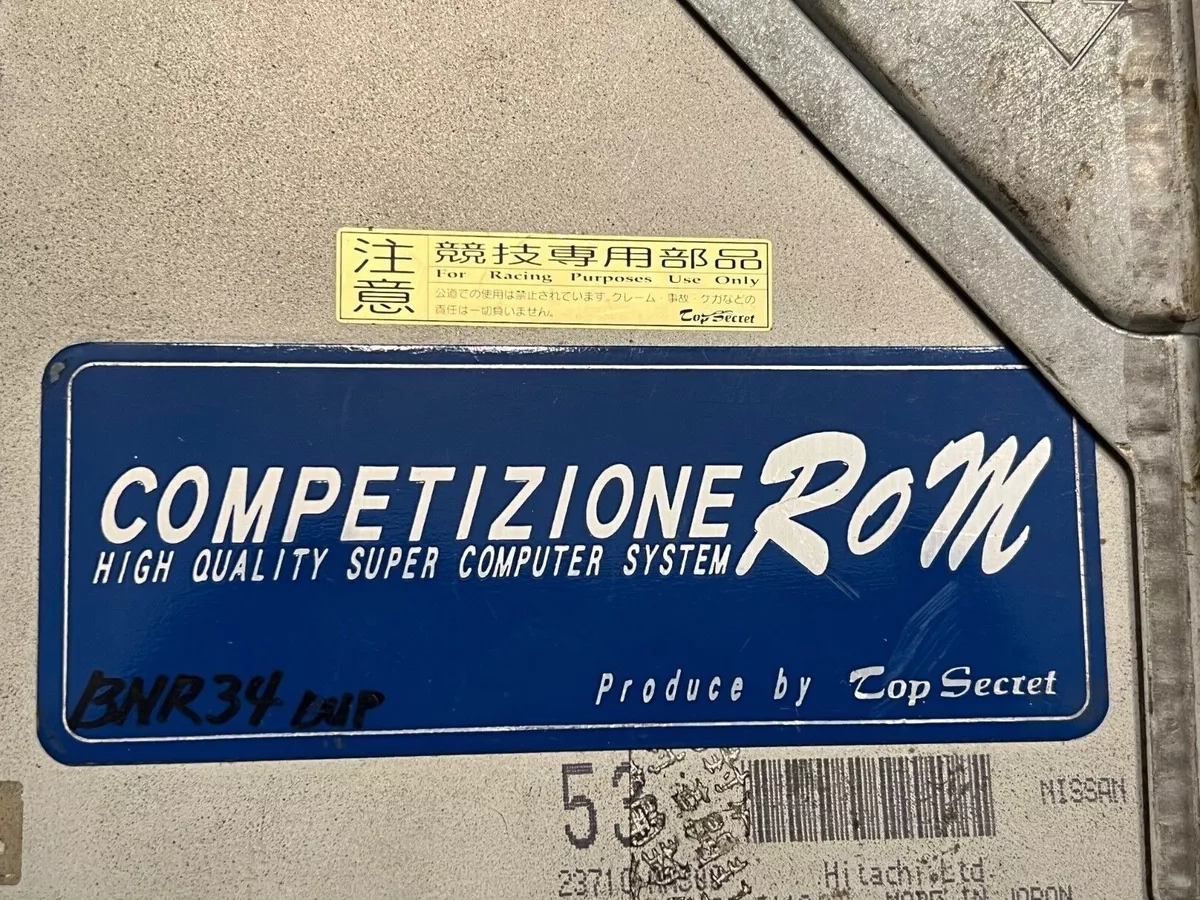 注意
競技専用部品
For Racing Purposes Use Only
公道での使用は禁止されています。クレーム・事故・ケガなどの
責任は一切負いません。
Top Secret
COMPETIZIONE RoM
HIGH QUALITY SUPER COMPUTER SYSTEM
BNR34
Produce by Top Secret
53
NISSAN
Hitachi.Ltd.
MADE IN JAPAN